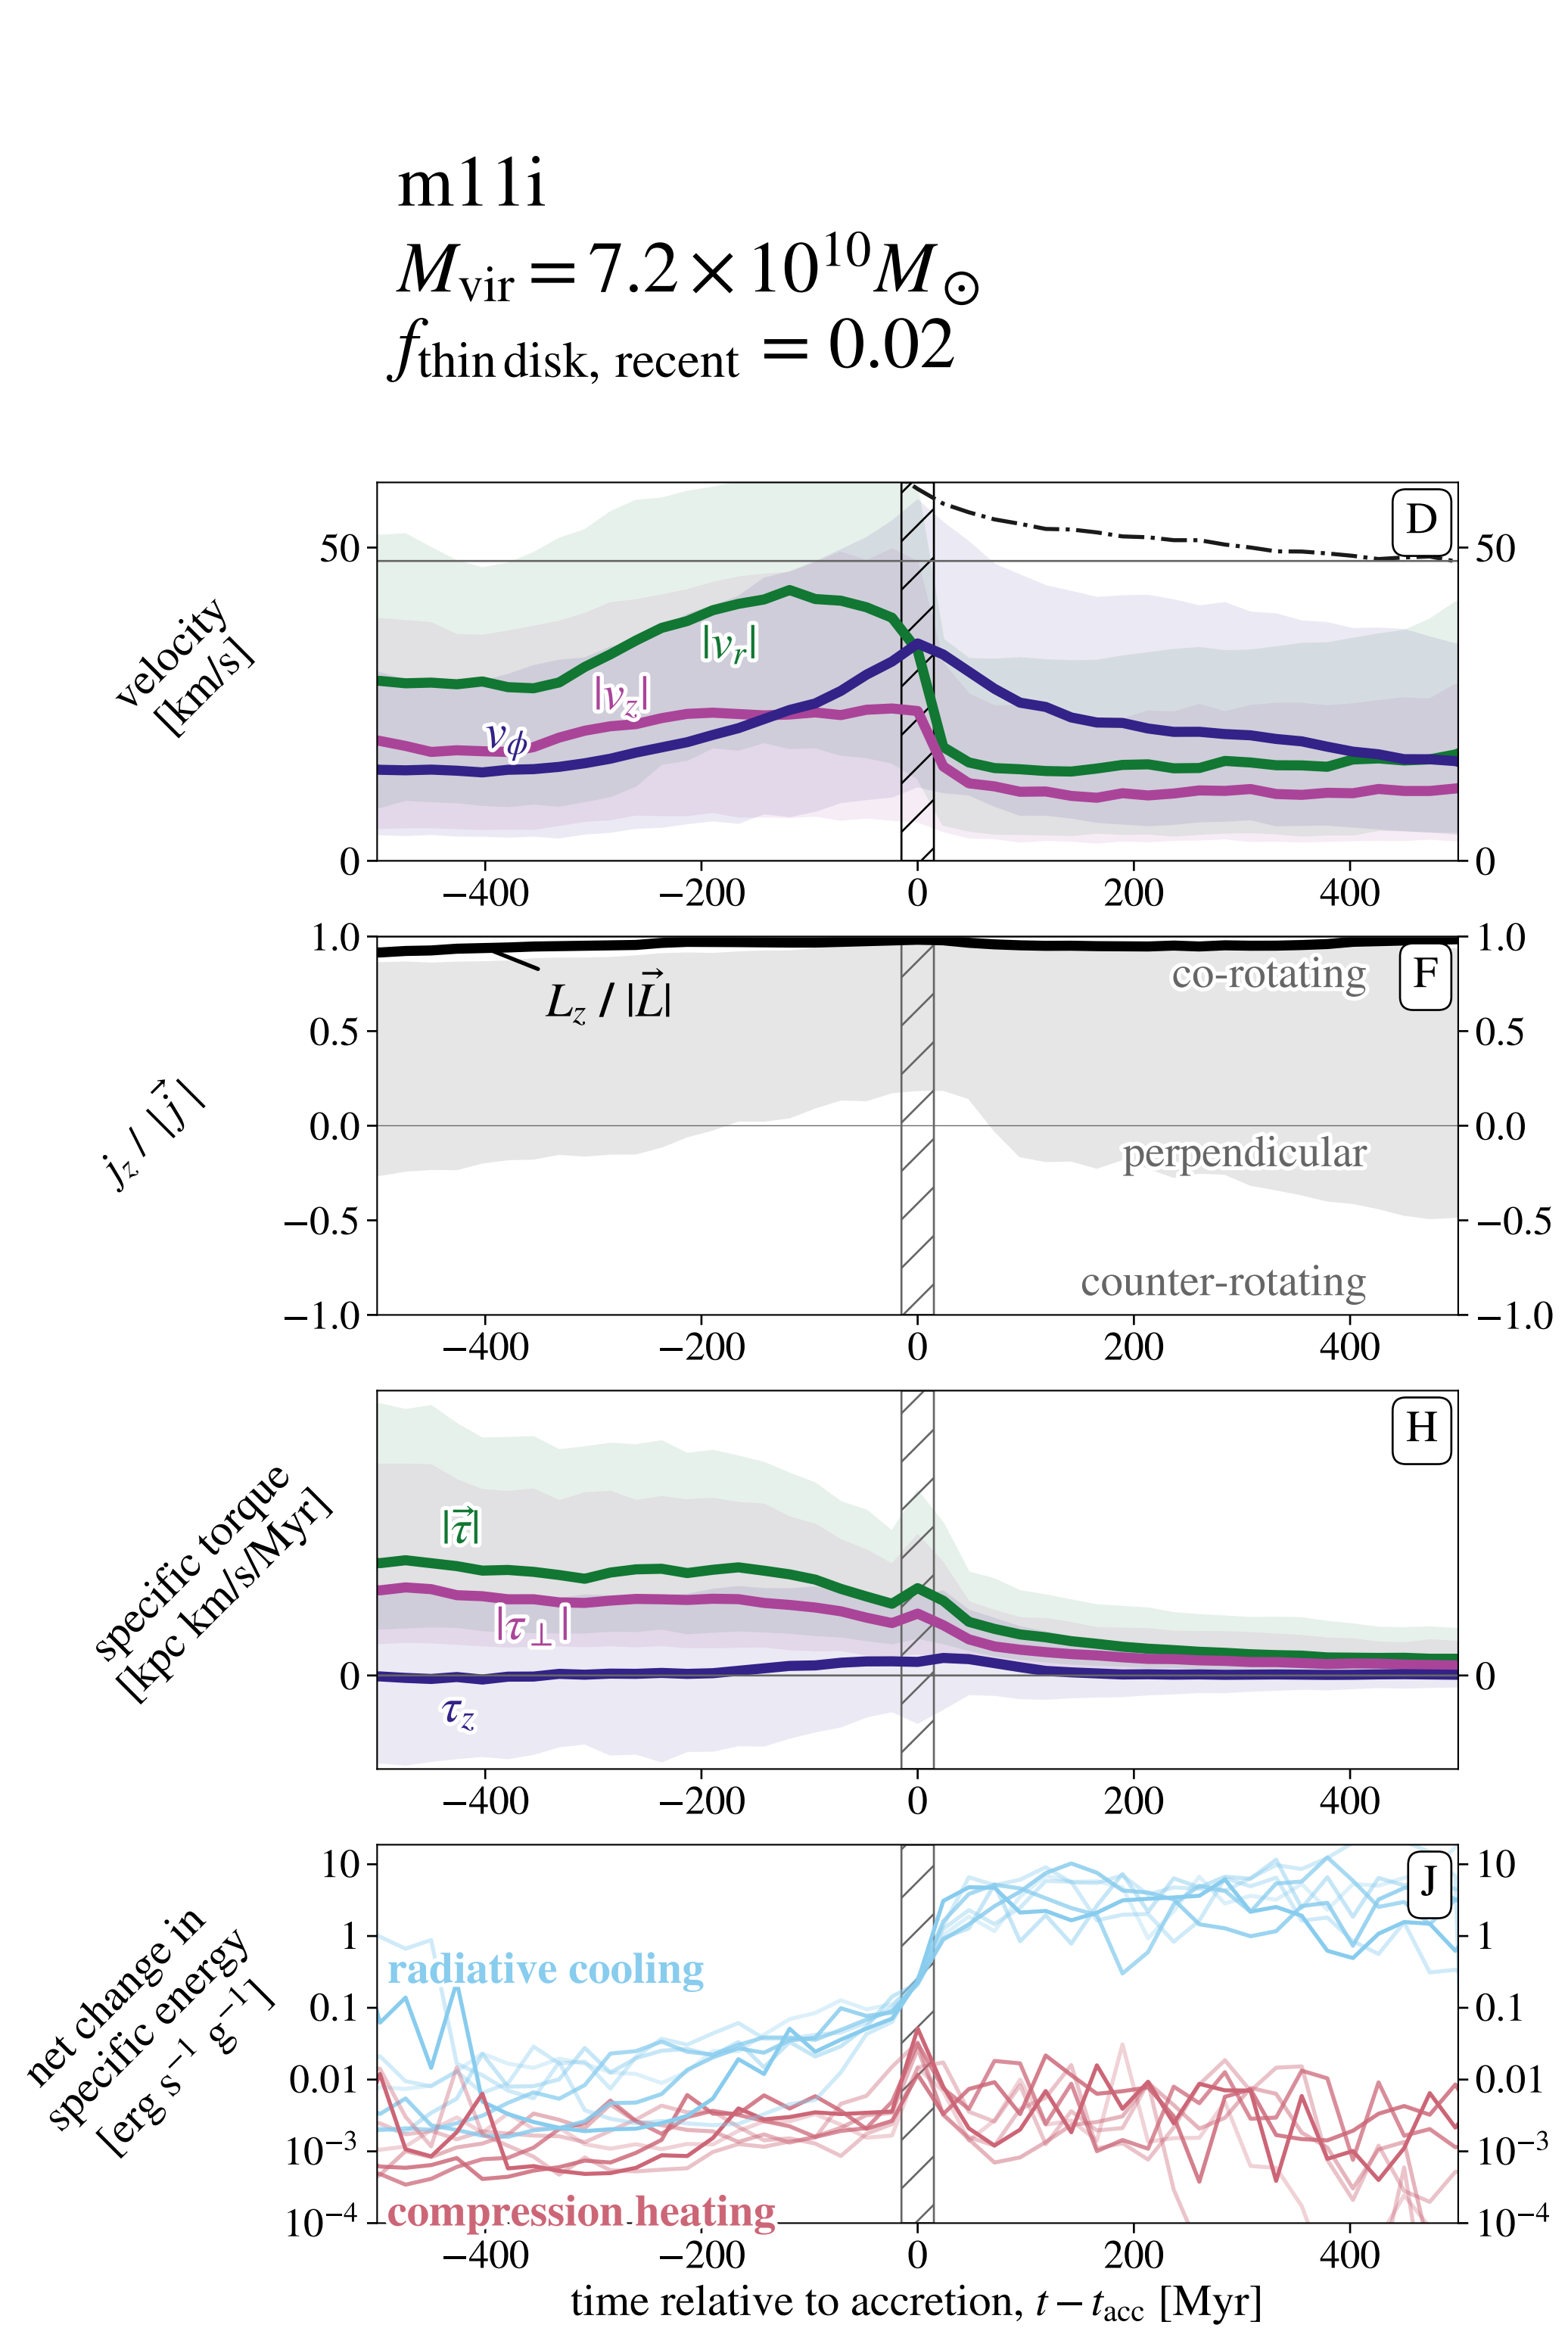 m11i
M_vir = 7.2 × 10^10 M_⊙
f_thin disk, recent = 0.02
velocity
[km/s]
50
0
|v_r|
|v_z|
v_ϕ
D
50
0
−400 −200 0 200 400
j_z / |j⃗|
1.0
0.5
0.0
−0.5
−1.0
L_z / |L⃗|
co-rotating
F
perpendicular
counter-rotating
1.0
0.5
0.0
−0.5
−1.0
−400 −200 0 200 400
specific torque
[kpc km/s/Myr]
0
|τ⃗|
|τ_⊥|
τ_z
H
0
−400 −200 0 200 400
net change in
specific energy
[erg s^−1 g^−1]
10
1
0.1
0.01
10^−3
10^−4
radiative cooling
compression heating
J
10
1
0.1
0.01
10^−3
10^−4
−400 −200 0 200 400
time relative to accretion, t − t_acc [Myr]